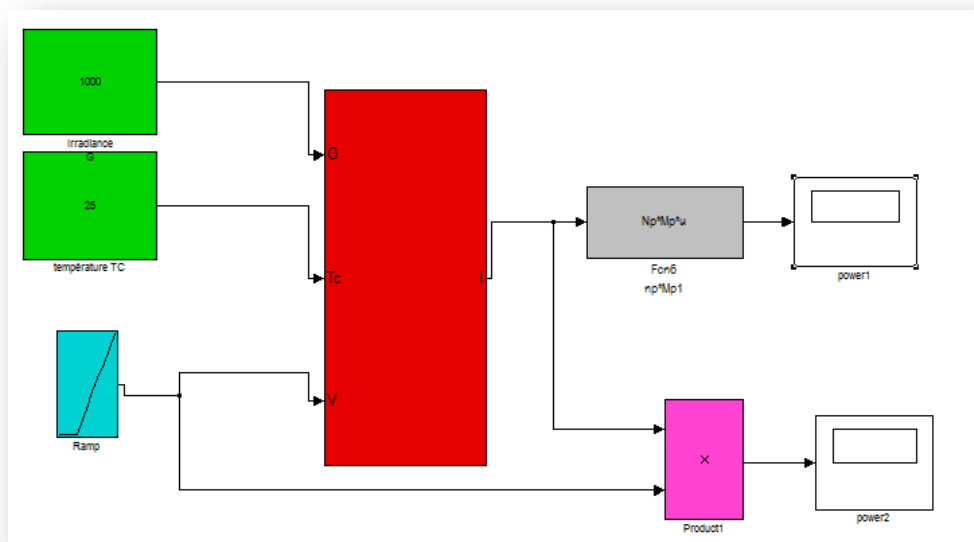 1000
Irradiance
G
25
température TC
Ramp
G
Tc
V
I
Np*Mp*u
Fcn6
np*Mp1
power1
×
Product1
power2